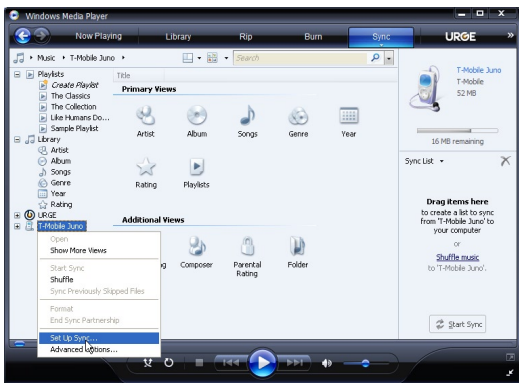 Windows Media Player
Now Playing
Library
Rip
Burn
Sync
URGE
»
Music
T-Mobile Juno
Search
Playlists
Create Playlist
The Classics
The Collection
Like Humans Do...
Sample Playlist
Library
Artist
Album
Songs
Genre
Year
Rating
URGE
T-Mobile Juno
Title
Primary Views
Artist
Album
Songs
Genre
Year
Rating
Playlists
Additional Views
Composer
Parental
Rating
Folder
Open
Show More Views
Start Sync
Shuffle
Sync Previously Skipped Files
Format
End Sync Partnership
Set Up Sync...
Advanced Options...
T-Mobile Juno
T-Mobile
52 MB
16 MB remaining
Sync List
Drag items here
to create a list to sync
from 'T-Mobile Juno' to
your computer
or
Shuffle music
to 'T-Mobile Juno'.
Start Sync